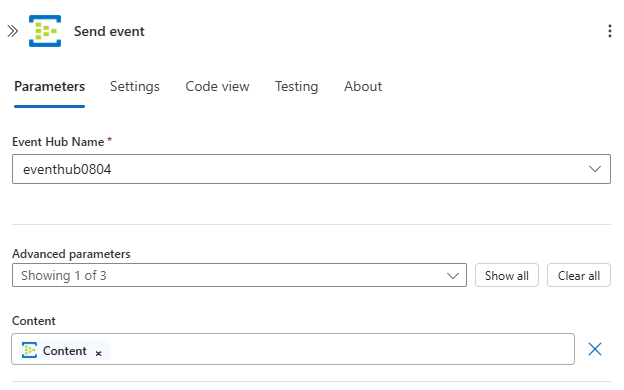 Send event
Parameters Settings Code view Testing About
Event Hub Name *
eventhub0804
Advanced parameters
Showing 1 of 3 Show all Clear all
Content
Content ×